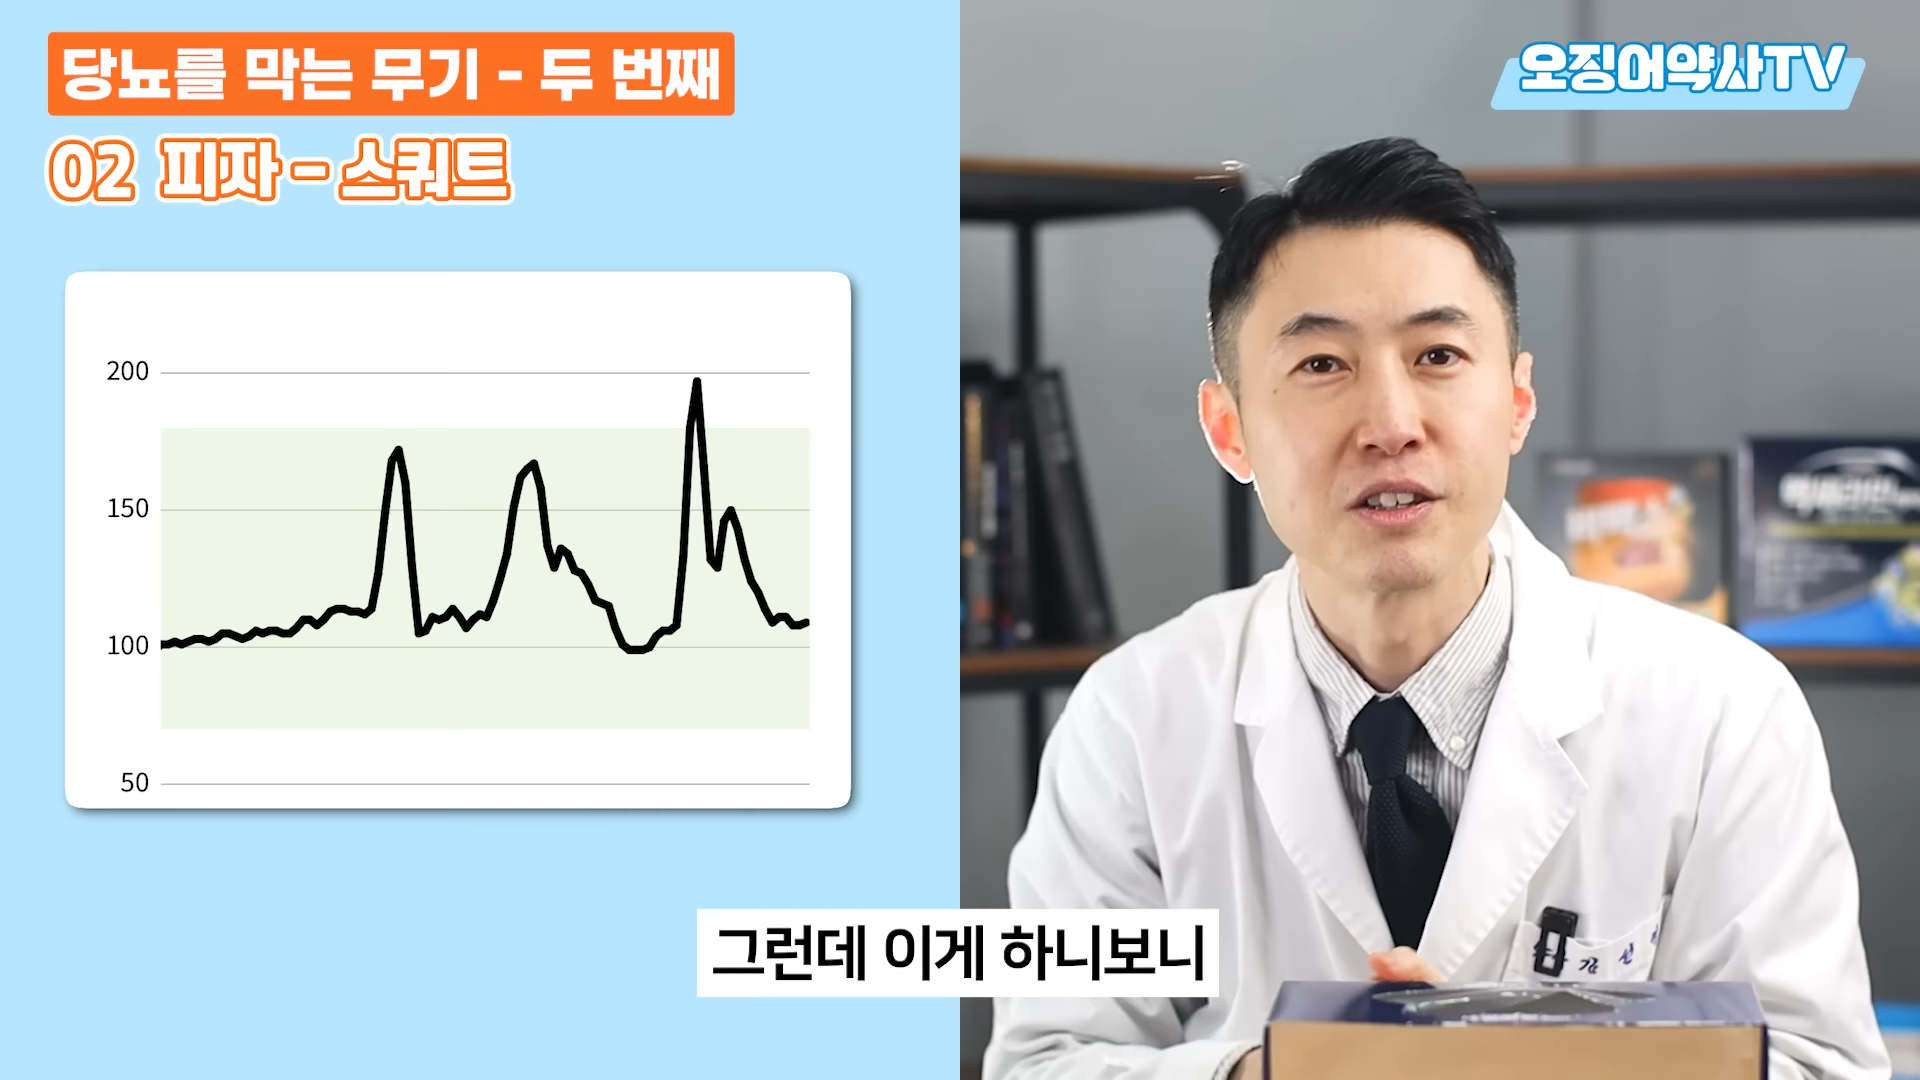 당뇨를 막는 무기 - 두 번째
오징어약사TV
02 피자 - 스쿼트
200
150
100
50
그런데 이게 하니보니